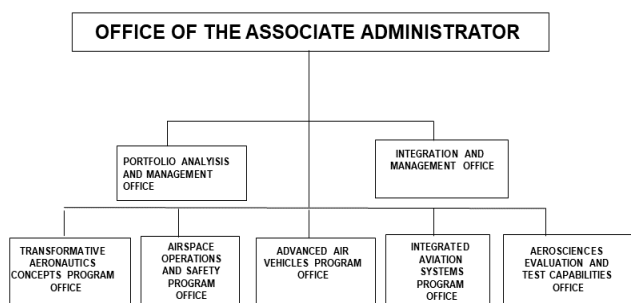 OFFICE OF THE ASSOCIATE ADMINISTRATOR
PORTFOLIO ANALYISIS
AND MANAGEMENT
OFFICE
INTEGRATION AND
MANAGEMENT OFFICE
TRANSFORMATIVE
AERONAUTICS
CONCEPTS PROGRAM
OFFICE
AIRSPACE
OPERATIONS
AND SAFETY
PROGRAM
OFFICE
ADVANCED AIR
VEHICLES PROGRAM
OFFICE
INTEGRATED
AVIATION
SYSTEMS PROGRAM
OFFICE
AEROSCIENCES
EVALUATION AND
TEST CAPABILITIES
OFFICE